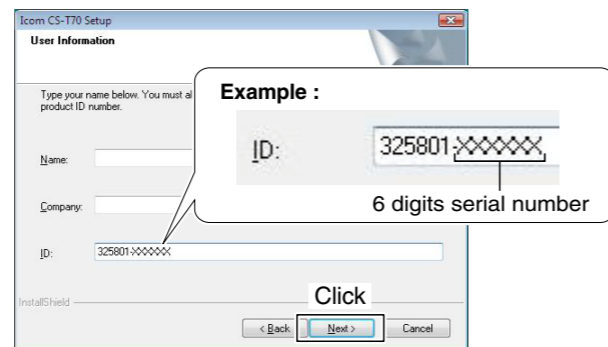 Icom CS-T70 Setup
User Information
Type your name below. You must al
product ID number.
Example :
ID:
325801-XXXXXX
6 digits serial number
Name:
Company:
ID:
325801-XXXXXX
InstallShield
Click
< Back
Next >
Cancel